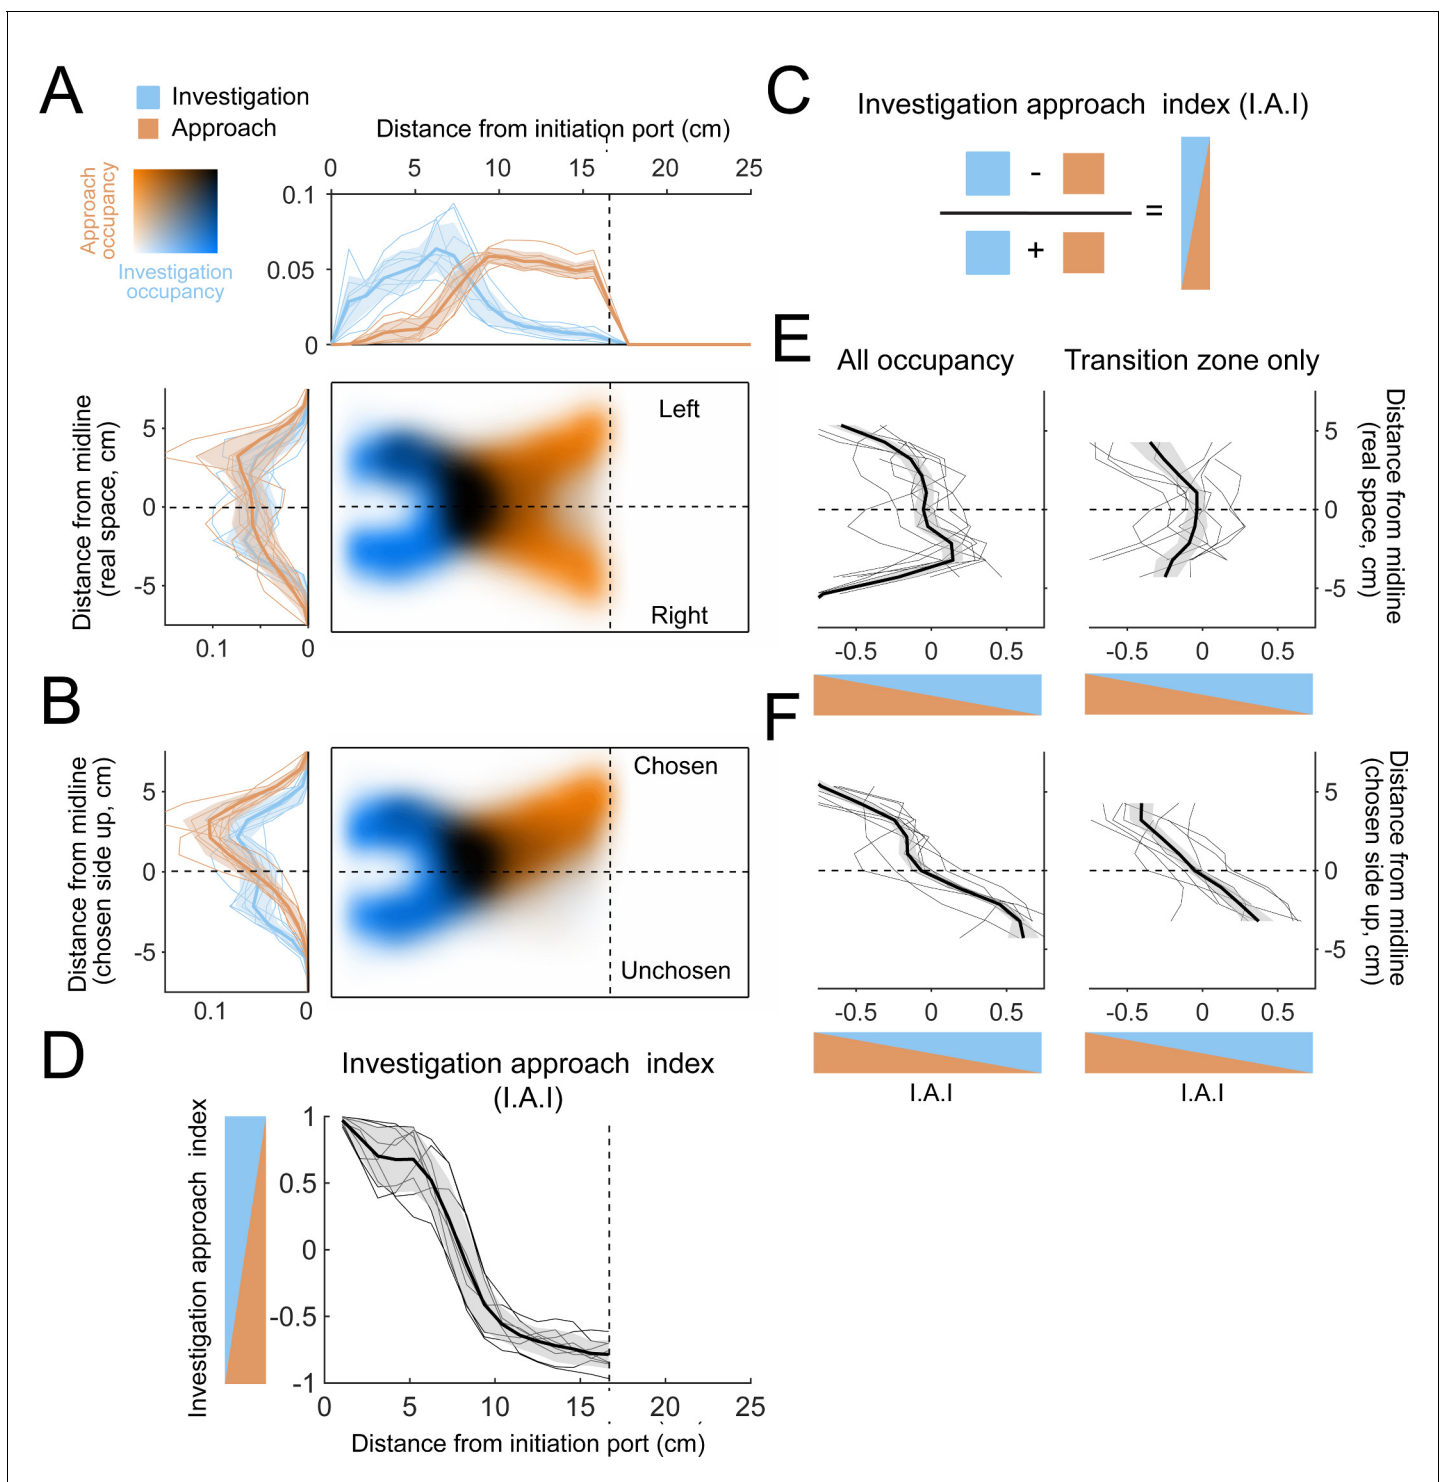 A
Investigation
Approach
Approach
occupancy
Investigation
occupancy
Distance from initiation port (cm)
0 5 10 15 20 25
0.1
0.05
0
Distance from midline
(real space, cm)
5
0
-5
0.1 0
Left
Right
B
Distance from midline
(chosen side up, cm)
5
0
-5
0.1 0
Chosen
Unchosen
C
Investigation approach index (I.A.I)
-
=
+
D
Investigation approach index
(I.A.I)
Investigation approach index
1
0.5
0
-0.5
-1
0 5 10 15 20 25
Distance from initiation port (cm)
E
All occupancy
Transition zone only
5
0
-5
Distance from midline
(real space, cm)
-0.5 0 0.5
-0.5 0 0.5
F
5
0
-5
Distance from midline
(chosen side up, cm)
-0.5 0 0.5
-0.5 0 0.5
I.A.I
I.A.I